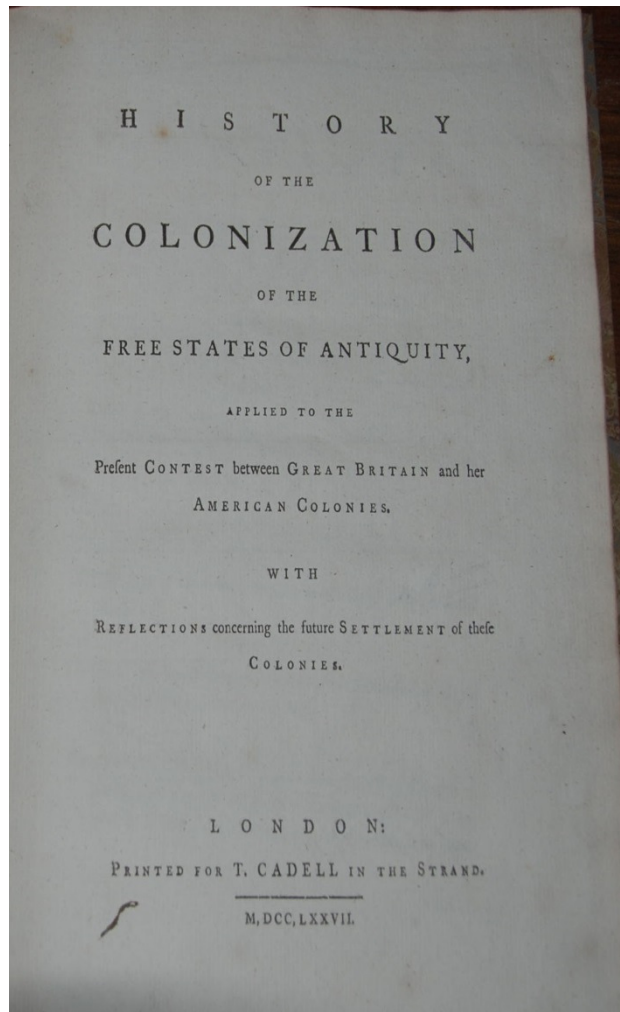 HISTORY
OF THE
COLONIZATION
OF THE
FREE STATES OF ANTIQUITY,
APPLIED TO THE
Preſent CONTEST between GREAT BRITAIN and her
AMERICAN COLONIES.
WITH
REFLECTIONS concerning the future SETTLEMENT of theſe
COLONIES.
LONDON:
PRINTED FOR T. CADELL IN THE STRAND.
M,DCC,LXXVII.